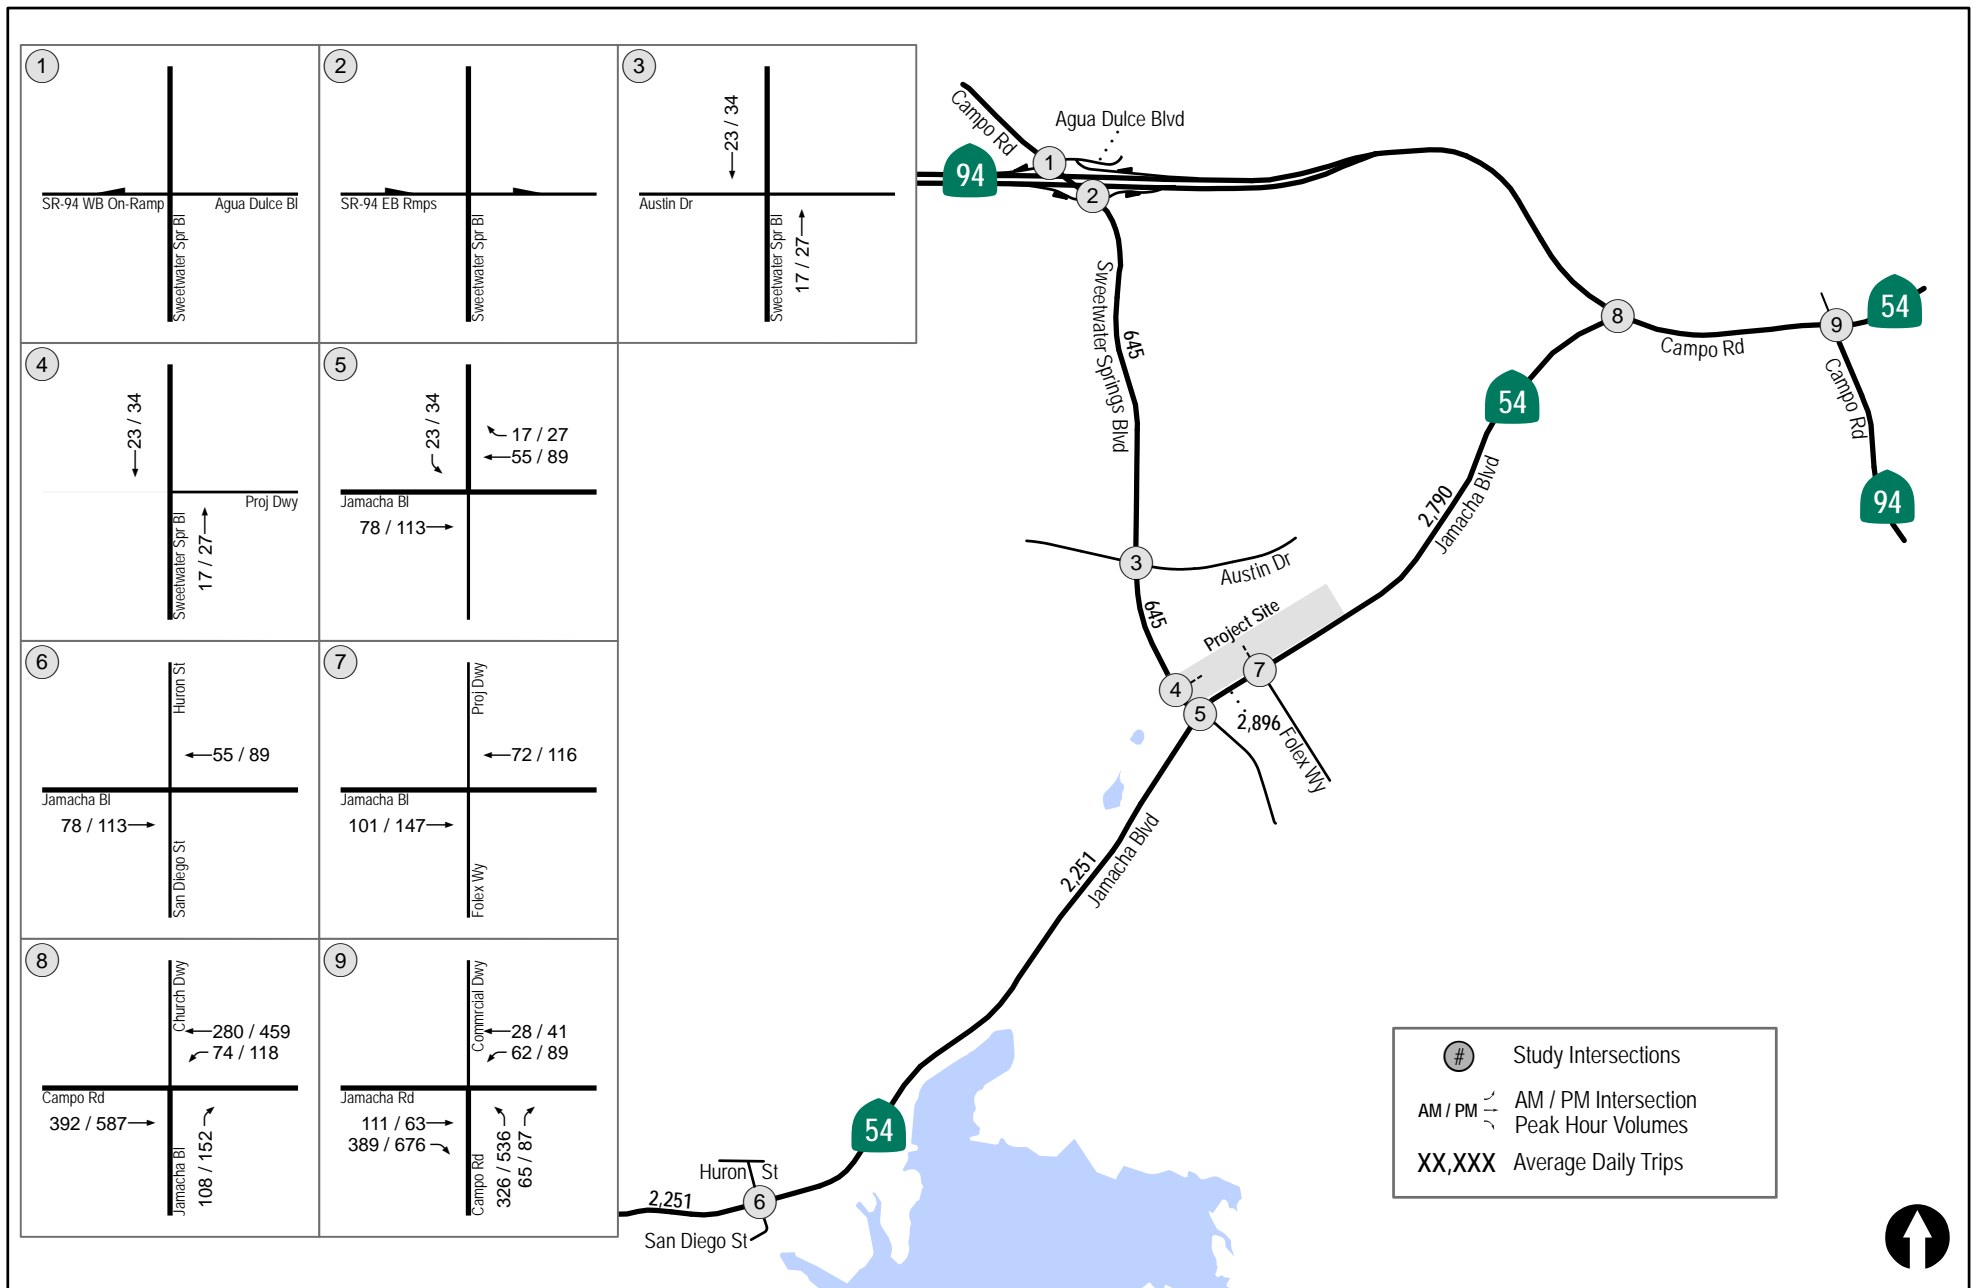 1
SR-94 WB On-Ramp
Agua Dulce Bl
Sweetwater Spr Bl
2
SR-94 EB Rmps
Sweetwater Spr Bl
3
23 / 34
Austin Dr
Sweetwater Spr Bl
17 / 27
4
23 / 34
Proj Dwy
Sweetwater Spr Bl
17 / 27
5
23 / 34
17 / 27
55 / 89
Jamacha Bl
78 / 113
6
Huron St
55 / 89
Jamacha Bl
78 / 113
San Diego St
7
Proj Dwy
72 / 116
Jamacha Bl
101 / 147
Folex Wy
8
Church Dwy
280 / 459
74 / 118
Campo Rd
392 / 587
Jamacha Bl
108 / 152
9
Commrcial Dwy
28 / 41
62 / 89
Jamacha Rd
111 / 63
389 / 676
Campo Rd
326 / 536
65 / 87
Campo Rd
Agua Dulce Blvd
94
1
2
Sweetwater Springs Blvd
645
8
Campo Rd
9
54
Campo Rd
94
54
2,790
Jamacha Blvd
3
Austin Dr
645
Project Site
4
5
7
2,896
Folex Wy
2,251
Jamacha Blvd
54
Huron St
2,251
6
San Diego St
# Study Intersections
AM / PM AM / PM Intersection
Peak Hour Volumes
XX,XXX Average Daily Trips